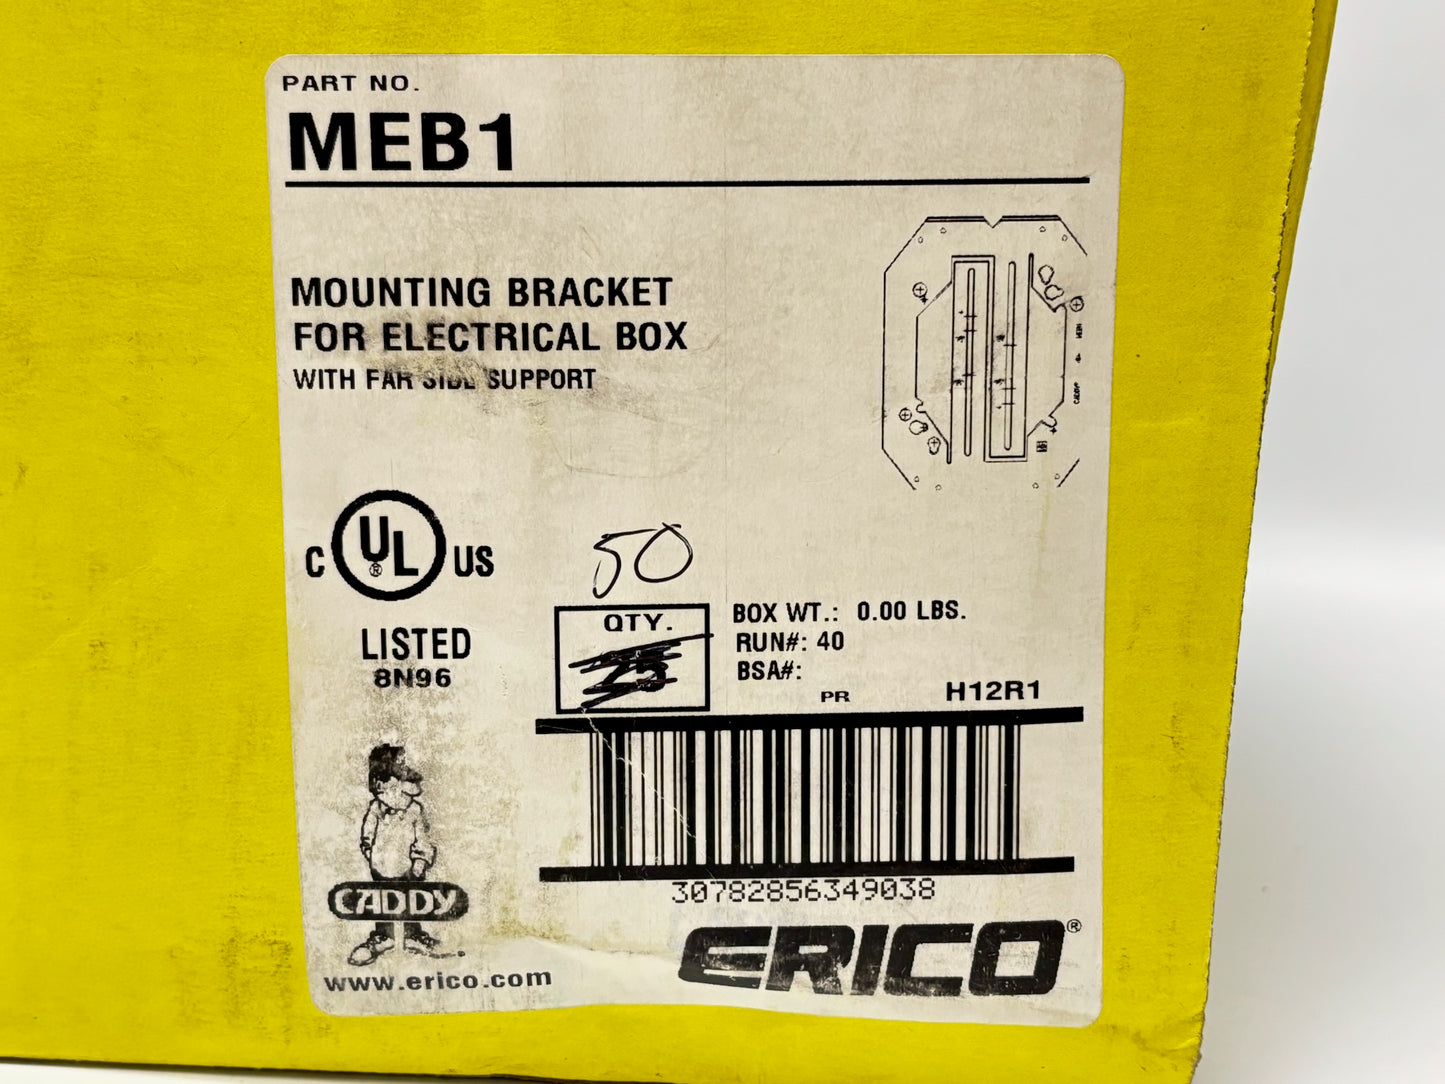 PART NO.
MEB1
MOUNTING BRACKET
FOR ELECTRICAL BOX
WITH FAR SIDE SUPPORT
C UL® US
LISTED
8N96
50
QTY.
BOX WT.: 0.00 LBS.
RUN#: 40
BSA#:
PR H12R1
30782856349038
CADDY
www.erico.com
ERICO®